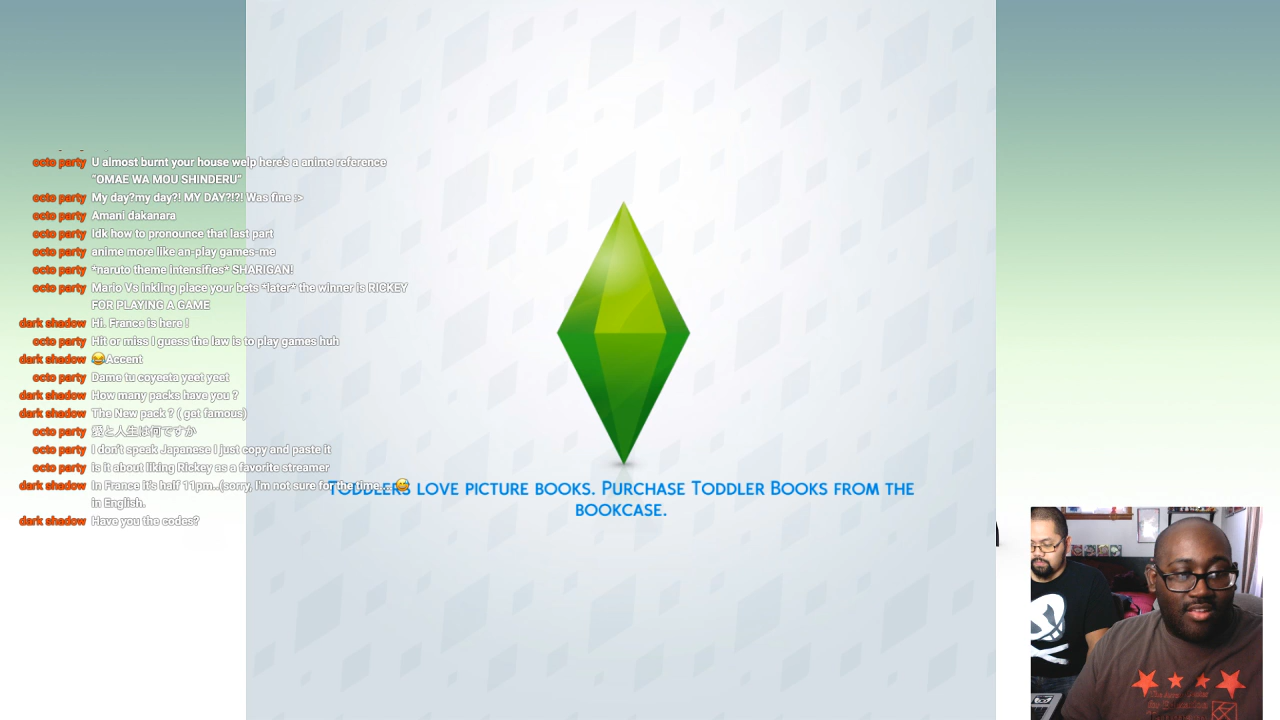 octo party U almost burnt your house welp here's a anime reference
"OMAE WA MOU SHINDERU"
octo party My day?my day?! MY DAY?!?! Was fine :>
octo party Amani dakanara
octo party Idk how to pronounce that last part
octo party anime more like an-play games-me
octo party *naruto theme intensifies* SHARIGAN!
octo party Mario Vs inkling place your bets *later* the winner is RICKEY
FOR PLAYING A GAME
dark shadow Hi. France is here !
octo party Hit or miss I guess the law is to play games huh
dark shadow 😂Accent
octo party Dame tu coyeeta yeet yeet
dark shadow How many packs have you ?
dark shadow The New pack ? ( get famous)
octo party 愛と人生は何ですか
octo party I don't speak Japanese I just copy and paste it
octo party Is it about liking Rickey as a favorite streamer
dark shadow In France it's half 11pm..(sorry, I'm not sure for the time....😅
in English.
dark shadow Have you the codes?
TODDLERS LOVE PICTURE BOOKS. PURCHASE TODDLER BOOKS FROM THE
BOOKCASE.